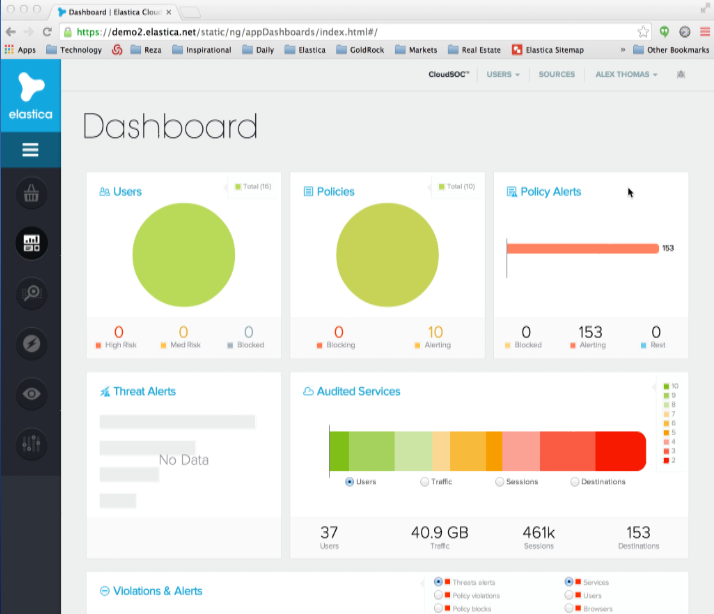 Dashboard | Elastica Cloud
https://demo2.elastica.net/static/ng/appDashboards/index.html#/
Apps Technology Reza Inspirational Daily Elastica GoldRock Markets Real Estate Elastica Sitemap » Other Bookmarks
elastica
CloudSOC™ USERS SOURCES ALEX THOMAS
Dashboard
Users
Total (16)
0 0 0
High Risk Med Risk Blocked
Policies
Total (10)
0 10
Blocking Alerting
Policy Alerts
153
0 153 0
Blocked Alerting Rest
Threat Alerts
No Data
Audited Services
10
9
8
7
6
5
4
3
2
Users Traffic Sessions Destinations
37 40.9 GB 461k 153
Users Traffic Sessions Destinations
Violations & Alerts
Threats alerts Services
Policy violations Users
Policy blocks Browsers